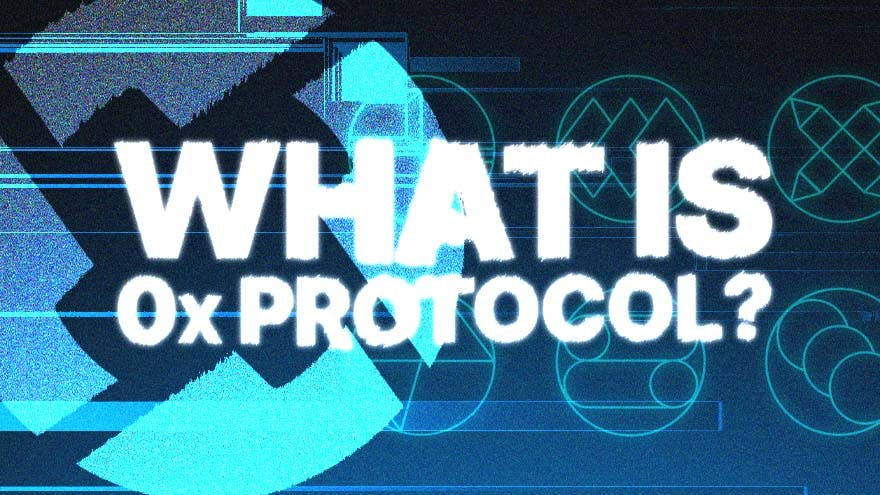 WHAT IS
0x PROTOCOL?